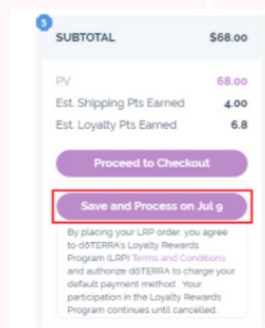 5
SUBTOTAL $68.00
PV 68.00
Est. Shipping Pts Earned 4.00
Est. Loyalty Pts Earned 6.8
Proceed to Checkout
Save and Process on Jul 9
By placing your LRP order, you agree
to dōTERRA's Loyalty Rewards
Program (LRP) Terms and Conditions
and authorize dōTERRA to charge your
default payment method. Your
participation in the Loyalty Rewards
Program continues until cancelled.